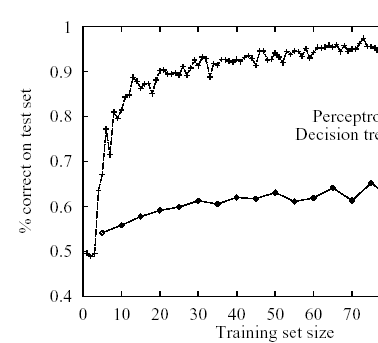 1
0.9
0.8
0.7
0.6
0.5
0.4
% correct on test set
Perceptro
Decision tre
0 10 20 30 40 50 60 70
Training set size